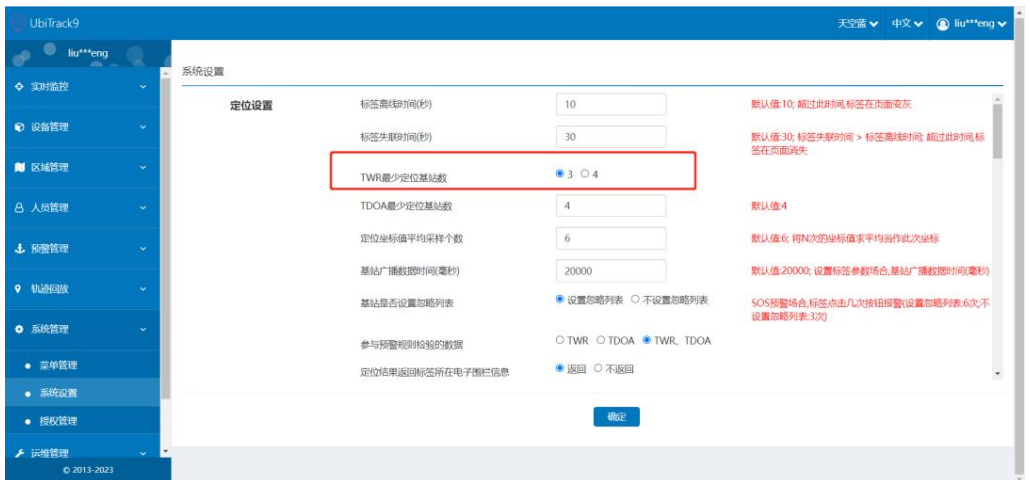 UbiTrack9
天空蓝
中文
liu***eng
liu***eng
实时监控
设备管理
区域管理
人员管理
预警管理
轨迹回放
系统管理
菜单管理
系统设置
授权管理
运维管理
© 2013-2023
系统设置
定位设置
标签离线时间(秒)
10
默认值:10; 超过此时间,标签在页面变灰
标签失联时间(秒)
30
默认值:30; 标签失联时间 > 标签离线时间; 超过此时间,标
签在页面消失
TWR最少定位基站数
3 4
TDOA最少定位基站数
4
默认值:4
定位坐标值平均采样个数
6
默认值:6; 将N次的坐标值求平均当作此次坐标
基站广播数据时间(毫秒)
20000
默认值:20000; 设置标签参数场合,基站广播数据时间(毫秒)
基站是否设置忽略列表
设置忽略列表 不设置忽略列表
SOS预警场合,标签点击几次按钮报警(设置忽略列表:6次;不
设置忽略列表:3次)
参与预警规则检验的数据
TWR TDOA TWR、TDOA
定位结果返回标签所在电子围栏信息
返回 不返回
确定